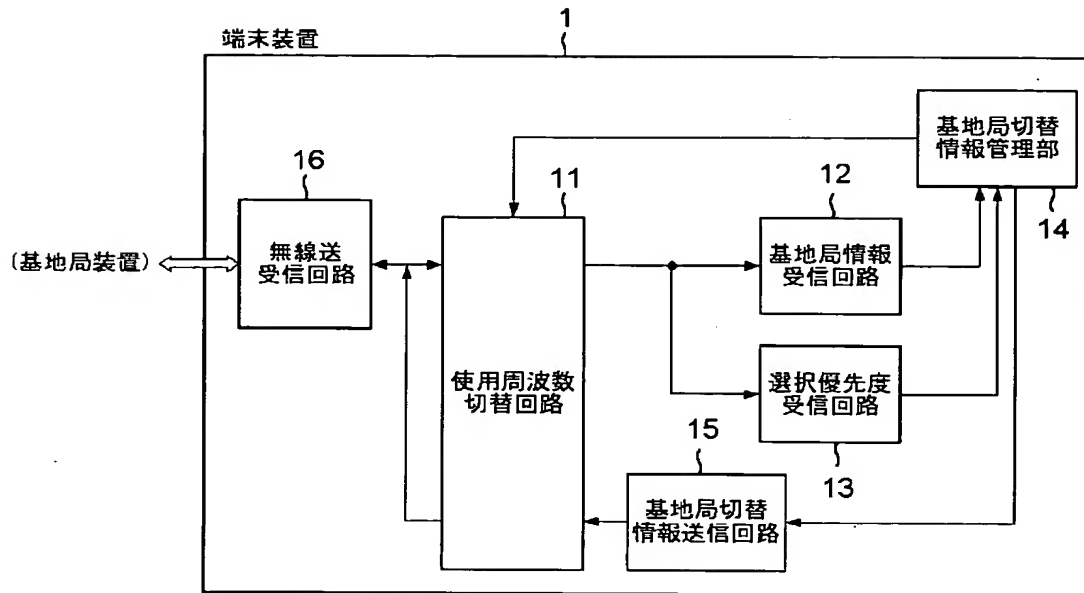 1
端末装置
基地局切替
情報管理部
14
16
無線送
受信回路
(基地局装置)
11
使用周波数
切替回路
12
基地局情報
受信回路
選択優先度
受信回路
13
15
基地局切替
情報送信回路